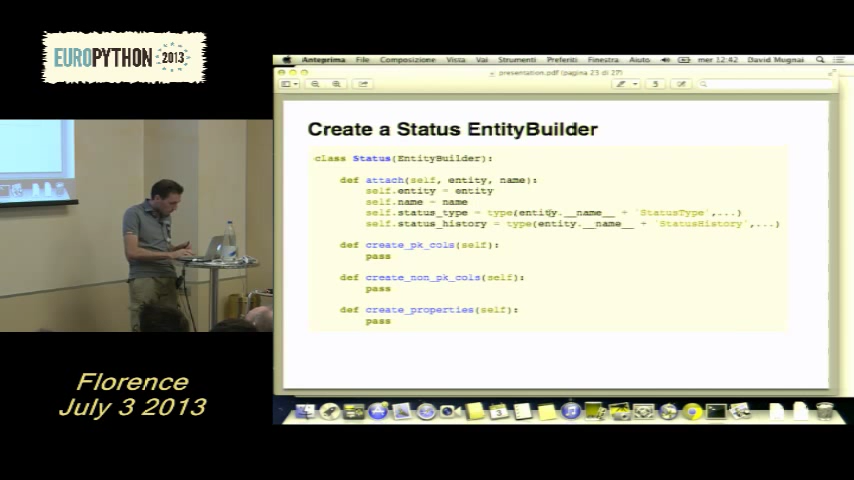 EUROPYTHON 2013
Anteprima File Composizione Vista Vai Strumenti Preferiti Finestra Aiuto mer 12:42 David Mugnai
presentation.pdf (pagina 23 di 27)
Create a Status EntityBuilder
class Status(EntityBuilder):
def attach(self, entity, name):
self.entity = entity
self.name = name
self.status_type = type(entity.__name__ + 'StatusType',...)
self.status_history = type(entity.__name__ + 'StatusHistory',...)
def create_pk_cols(self):
pass
def create_non_pk_cols(self):
pass
def create_properties(self):
pass
Florence
July 3 2013